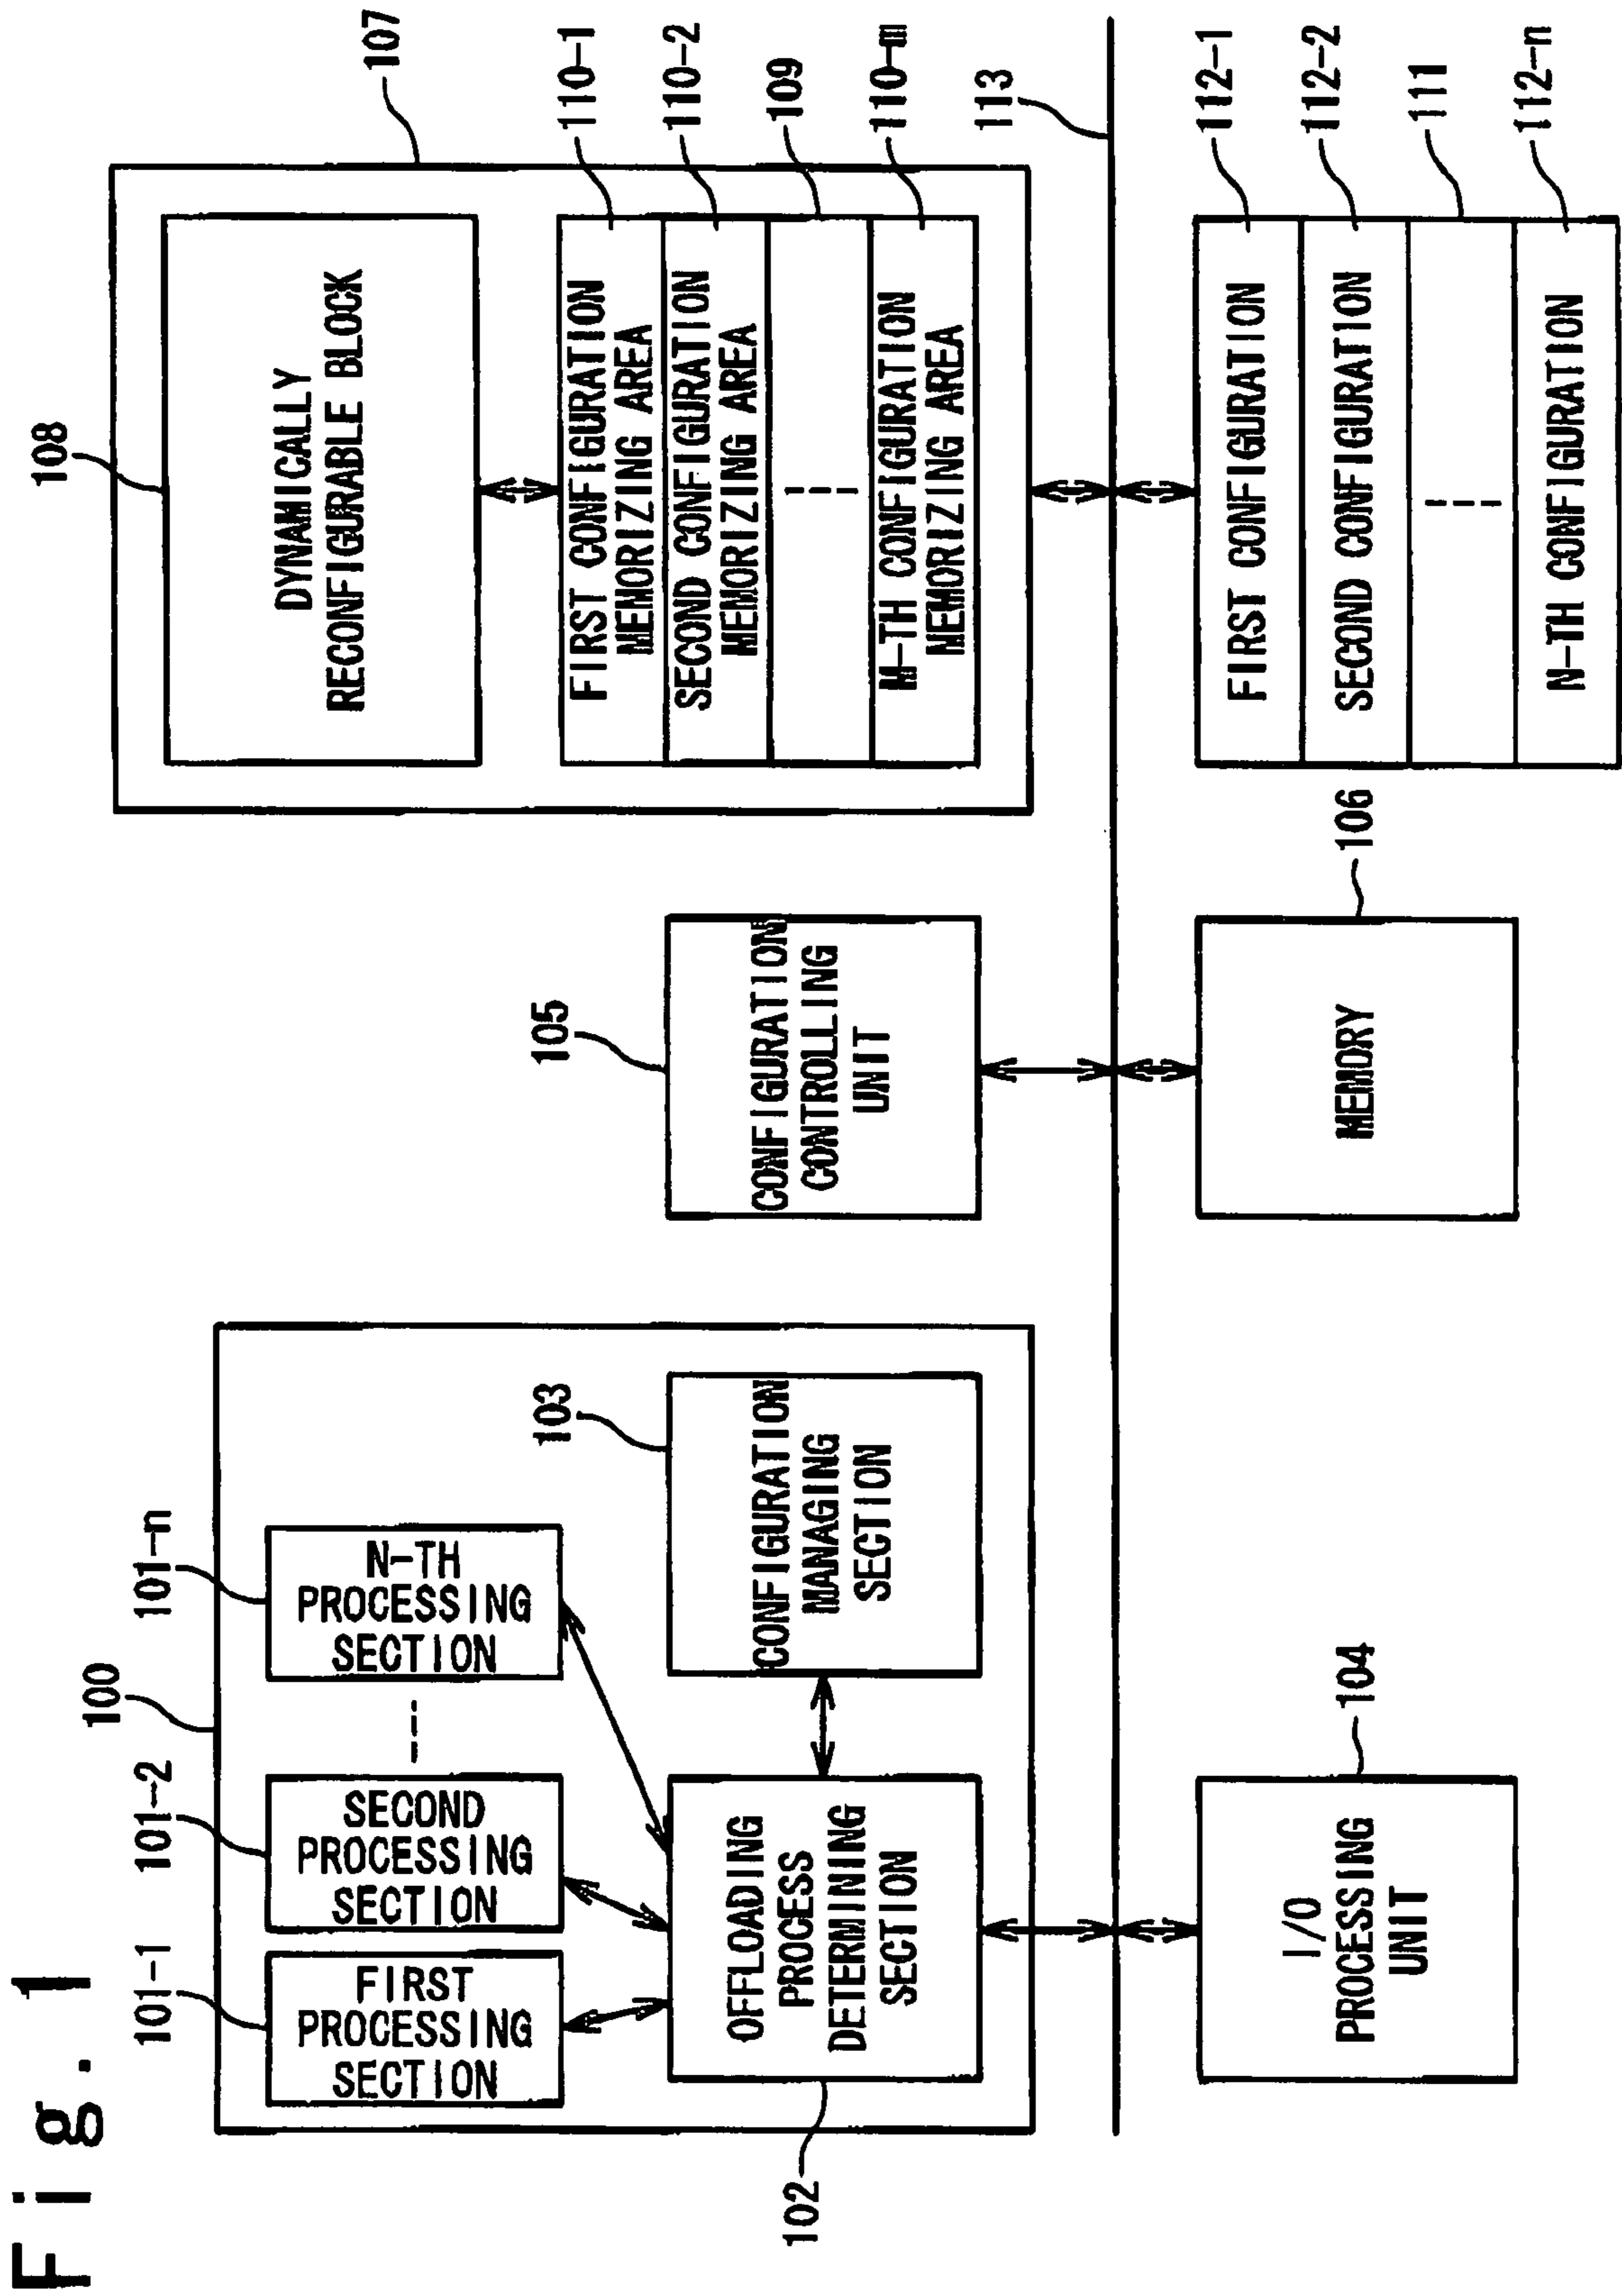 Fig. 1
100
101-1
101-2
101-n
FIRST
PROCESSING
SECTION
SECOND
PROCESSING
SECTION
N-TH
PROCESSING
SECTION
102
OFFLOADING
PROCESS
DETERMINING
SECTION
103
CONFIGURATION
MANAGING
SECTION
105
CONFIGURATION
CONTROLLING
UNIT
107
108
DYNAMICALLY
RECONFIGURABLE BLOCK
FIRST CONFIGURATION
MEMORIZING AREA
110-1
SECOND CONFIGURATION
MEMORIZING AREA
110-2
109
M-TH CONFIGURATION
MEMORIZING AREA
110-m
113
104
I/O
PROCESSING
UNIT
106
MEMORY
FIRST CONFIGURATION
112-1
SECOND CONFIGURATION
112-2
111
N-TH CONFIGURATION
112-n